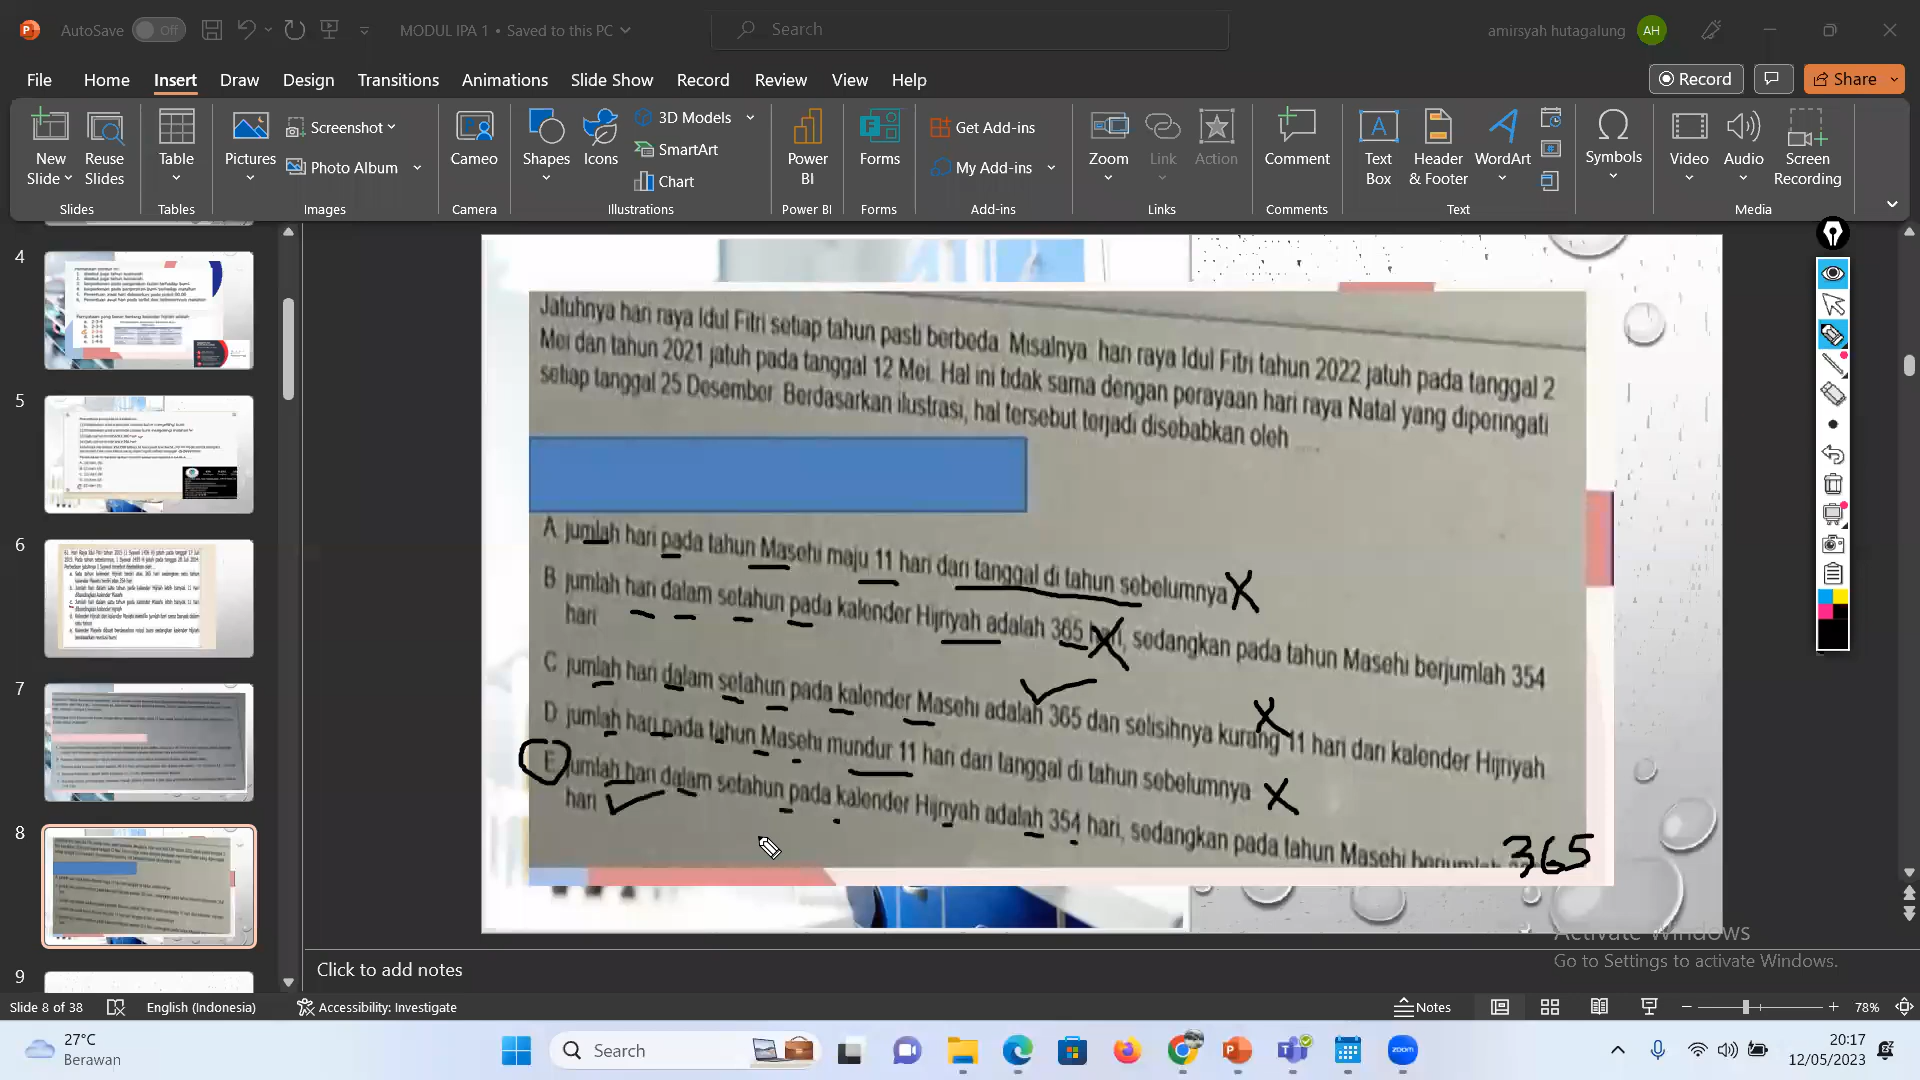 AutoSave Off MODUL IPA 1 • Saved to this PC Search amirsyah hutagalung AH
File Home Insert Draw Design Transitions Animations Slide Show Record Review View Help Record Share
New Slide Reuse Slides Table Pictures Screenshot Photo Album Cameo Shapes Icons 3D Models SmartArt Chart Power BI Forms Get Add-ins My Add-ins Zoom Link Action Comment Text Box Header & Footer WordArt Symbols Video Audio Screen Recording
Slides Tables Images Camera Illustrations Power BI Forms Add-ins Links Comments Text Media
4
5
6
7
8
9
Jatuhnya hari raya Idul Fitri setiap tahun pasti berbeda. Misalnya hari raya Idul Fitri tahun 2022 jatuh pada tanggal 2
Mei dan tahun 2021 jatuh pada tanggal 12 Mei. Hal ini tidak sama dengan perayaan hari raya Natal yang diperingati
setiap tanggal 25 Desember. Berdasarkan ilustrasi, hal tersebut terjadi disebabkan oleh ....
A jumlah hari pada tahun Masehi maju 11 hari dari tanggal di tahun sebelumnya X
B jumlah hari dalam setahun pada kalender Hijriyah adalah 365 hari, sedangkan pada tahun Masehi berjumlah 354
hari
C jumlah hari dalam setahun pada kalender Masehi adalah 365 dan selisihnya kurang 11 hari dari kalender Hijriyah
D jumlah hari pada tahun Masehi mundur 11 hari dari tanggal di tahun sebelumnya X
E jumlah hari dalam setahun pada kalender Hijriyah adalah 354 hari, sedangkan pada tahun Masehi berjumlah 365
hari
Activate Windows
Go to Settings to activate Windows.
Click to add notes
Slide 8 of 38 English (Indonesia) Accessibility: Investigate Notes 78%
27°C
Berawan
Search
zoom
20:17
12/05/2023